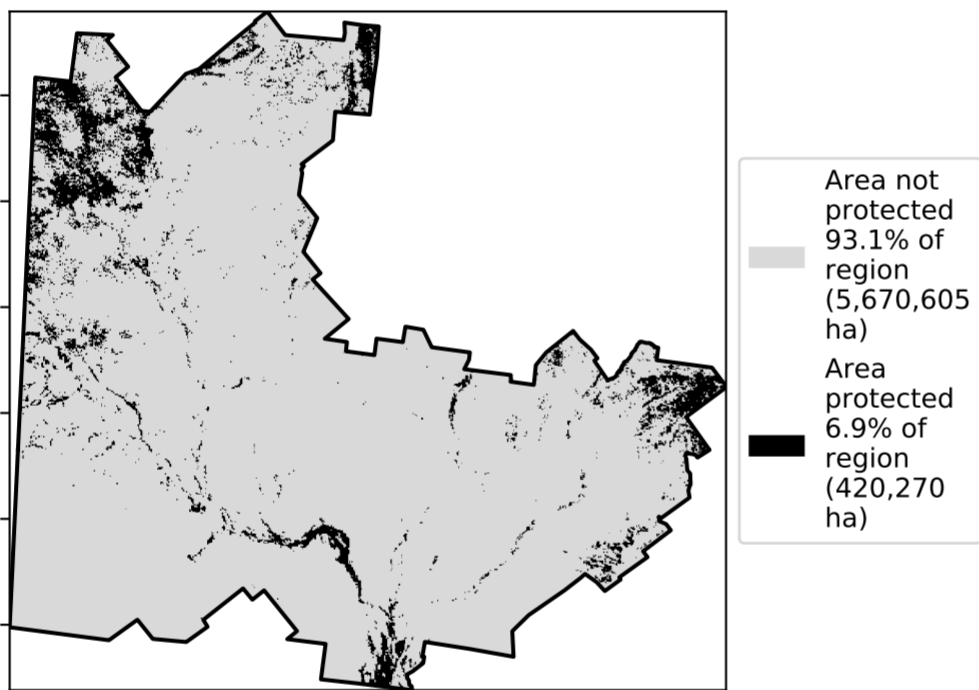 Area not
protected
93.1% of
region
(5,670,605
ha)
Area
protected
6.9% of
region
(420,270
ha)